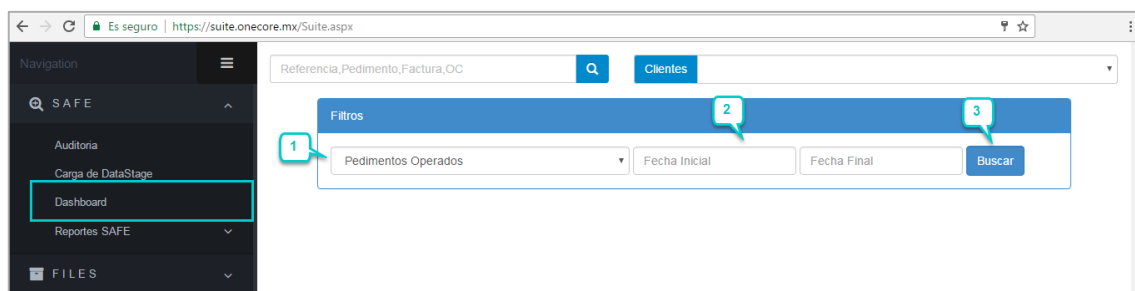 Es seguro | https://suite.onecore.mx/Suite.aspx
Navigation
Referencia,Pedimento,Factura,OC
Clientes
SAFE
Filtros
2
3
1
Auditoria
Pedimentos Operados
Fecha Inicial
Fecha Final
Buscar
Carga de DataStage
Dashboard
Reportes SAFE
FILES